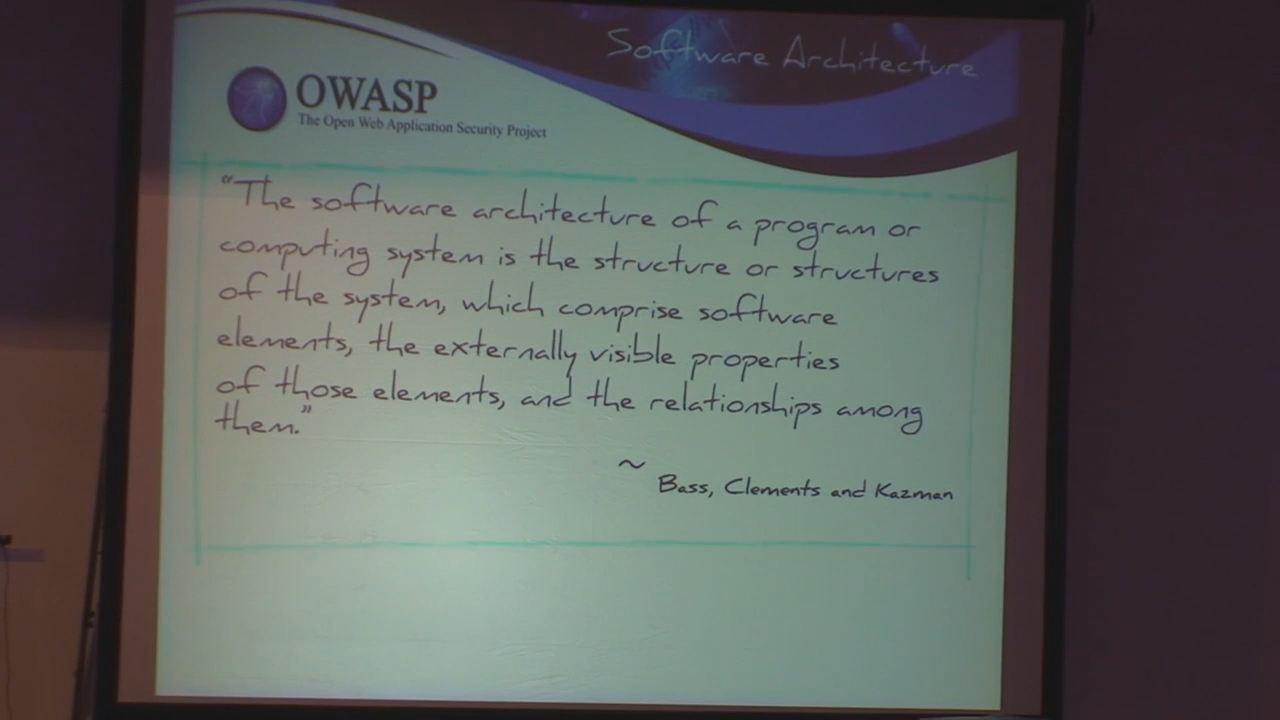 Software Architecture
OWASP
The Open Web Application Security Project
“The software architecture of a program or
computing system is the structure or structures
of the system, which comprise software
elements, the externally visible properties
of those elements, and the relationships among
them.”
~
Bass, Clements and Kazman